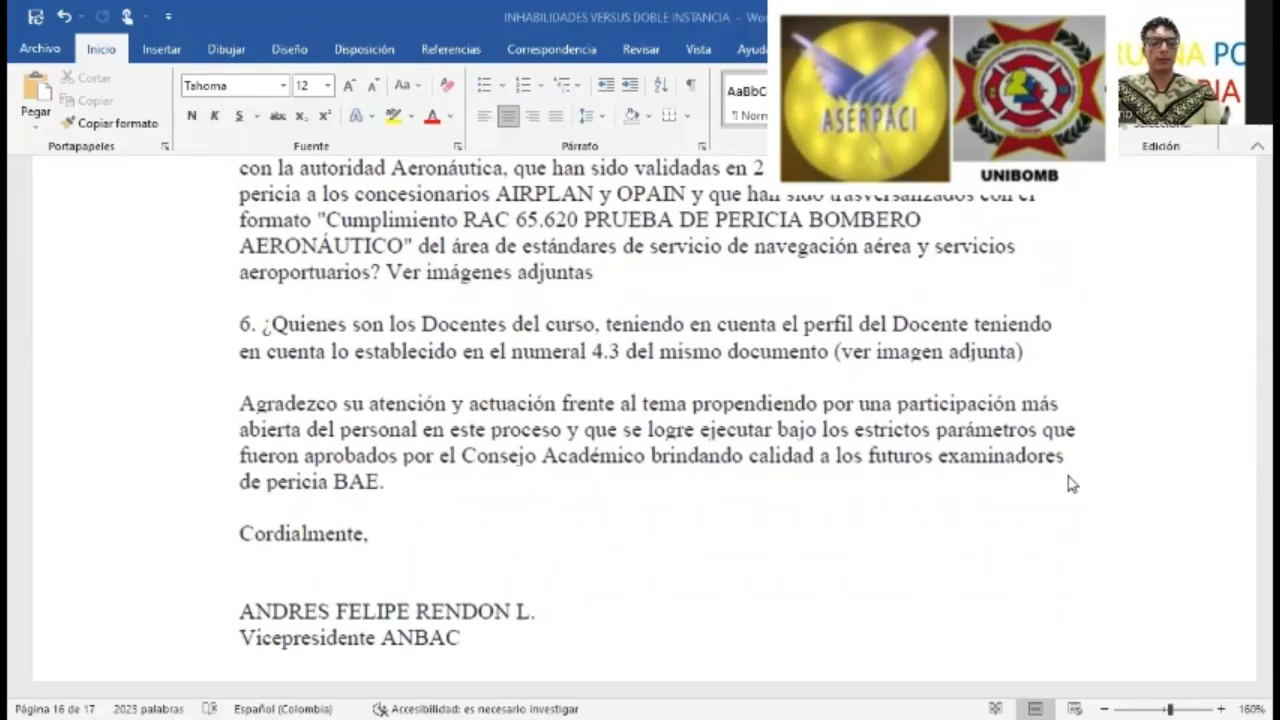 INHABILIDADES VERSUS DOBLE INSTANCIA - Wo
Archivo Inicio Insertar Dibujar Diseño Disposición Referencias Correspondencia Revisar Vista Ayuda
Pegar
Cortar
Copiar
Copiar formato
Portapapeles
Tahoma 12
Fuente
Párrafo
AaBbC
¶ Norn
ASERPACI
UNIBOMB
Edición
con la autoridad Aeronáutica, que han sido validadas en 2
pericia a los concesionarios AIRPLAN y OPAIN y que han sido trasversalizados con el
formato "Cumplimiento RAC 65.620 PRUEBA DE PERICIA BOMBERO
AERONÁUTICO" del área de estándares de servicio de navegación aérea y servicios
aeroportuarios? Ver imágenes adjuntas
6. ¿Quienes son los Docentes del curso, teniendo en cuenta el perfil del Docente teniendo
en cuenta lo establecido en el numeral 4.3 del mismo documento (ver imagen adjunta)
Agradezco su atención y actuación frente al tema propendiendo por una participación más
abierta del personal en este proceso y que se logre ejecutar bajo los estrictos parámetros que
fueron aprobados por el Consejo Académico brindando calidad a los futuros examinadores
de pericia BAE.
Cordialmente,
ANDRES FELIPE RENDON L.
Vicepresidente ANBAC
Página 16 de 17 2023 palabras Español (Colombia) Accesibilidad: es necesario investigar 160%